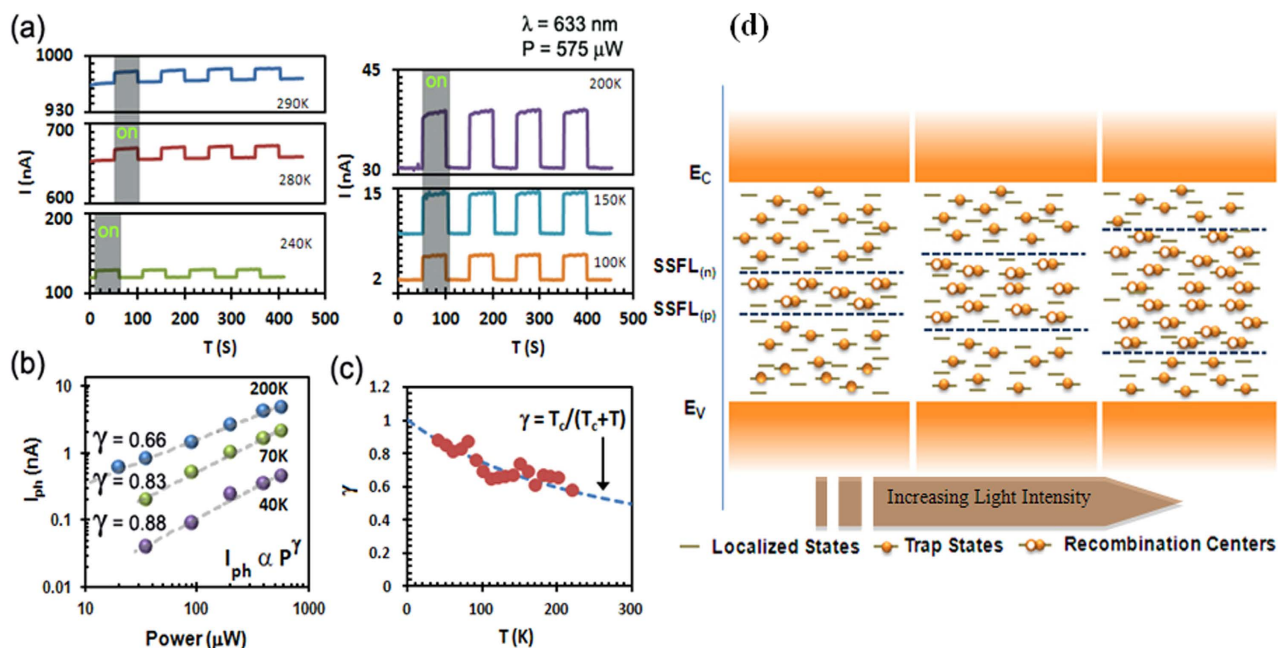 (a)
λ = 633 nm
P = 575 μW
(d)
1000
930
290K
700
600
on
280K
200
100
on
240K
I (nA)
0 100 200 300 400 500
T (S)
45
30
on
200K
15
150K
2
100K
I (nA)
0 100 200 300 400 500
T (S)
(b)
10
1
0.1
0.01
I_ph (nA)
200K
γ = 0.66
70K
γ = 0.83
40K
γ = 0.88
I_ph α P^γ
10 100 1000
Power (μW)
(c)
1.2
1
0.8
0.6
0.4
0.2
0
γ
γ = T_c/(T_c+T)
0 100 200 300
T (K)
E_C
SSFL_(n)
SSFL_(p)
E_V
Increasing Light Intensity
Localized States
Trap States
Recombination Centers